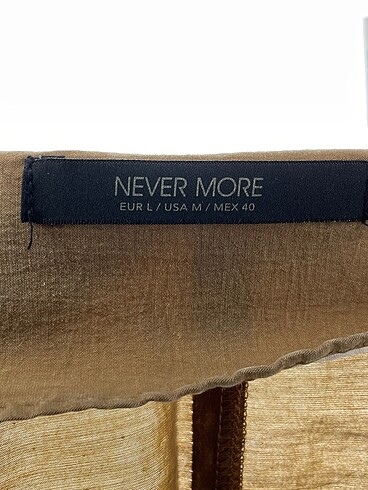 NEVER MORE
EUR L / USA M / MEX 40